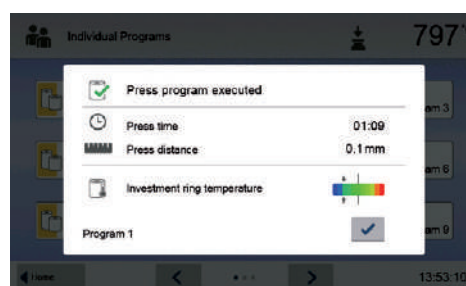 Individual Programs
797°
Press program executed
Press time 01:09
Press distance 0.1 mm
Investment ring temperature
Program 1
am 3
am 6
am 9
Home
13:53:10